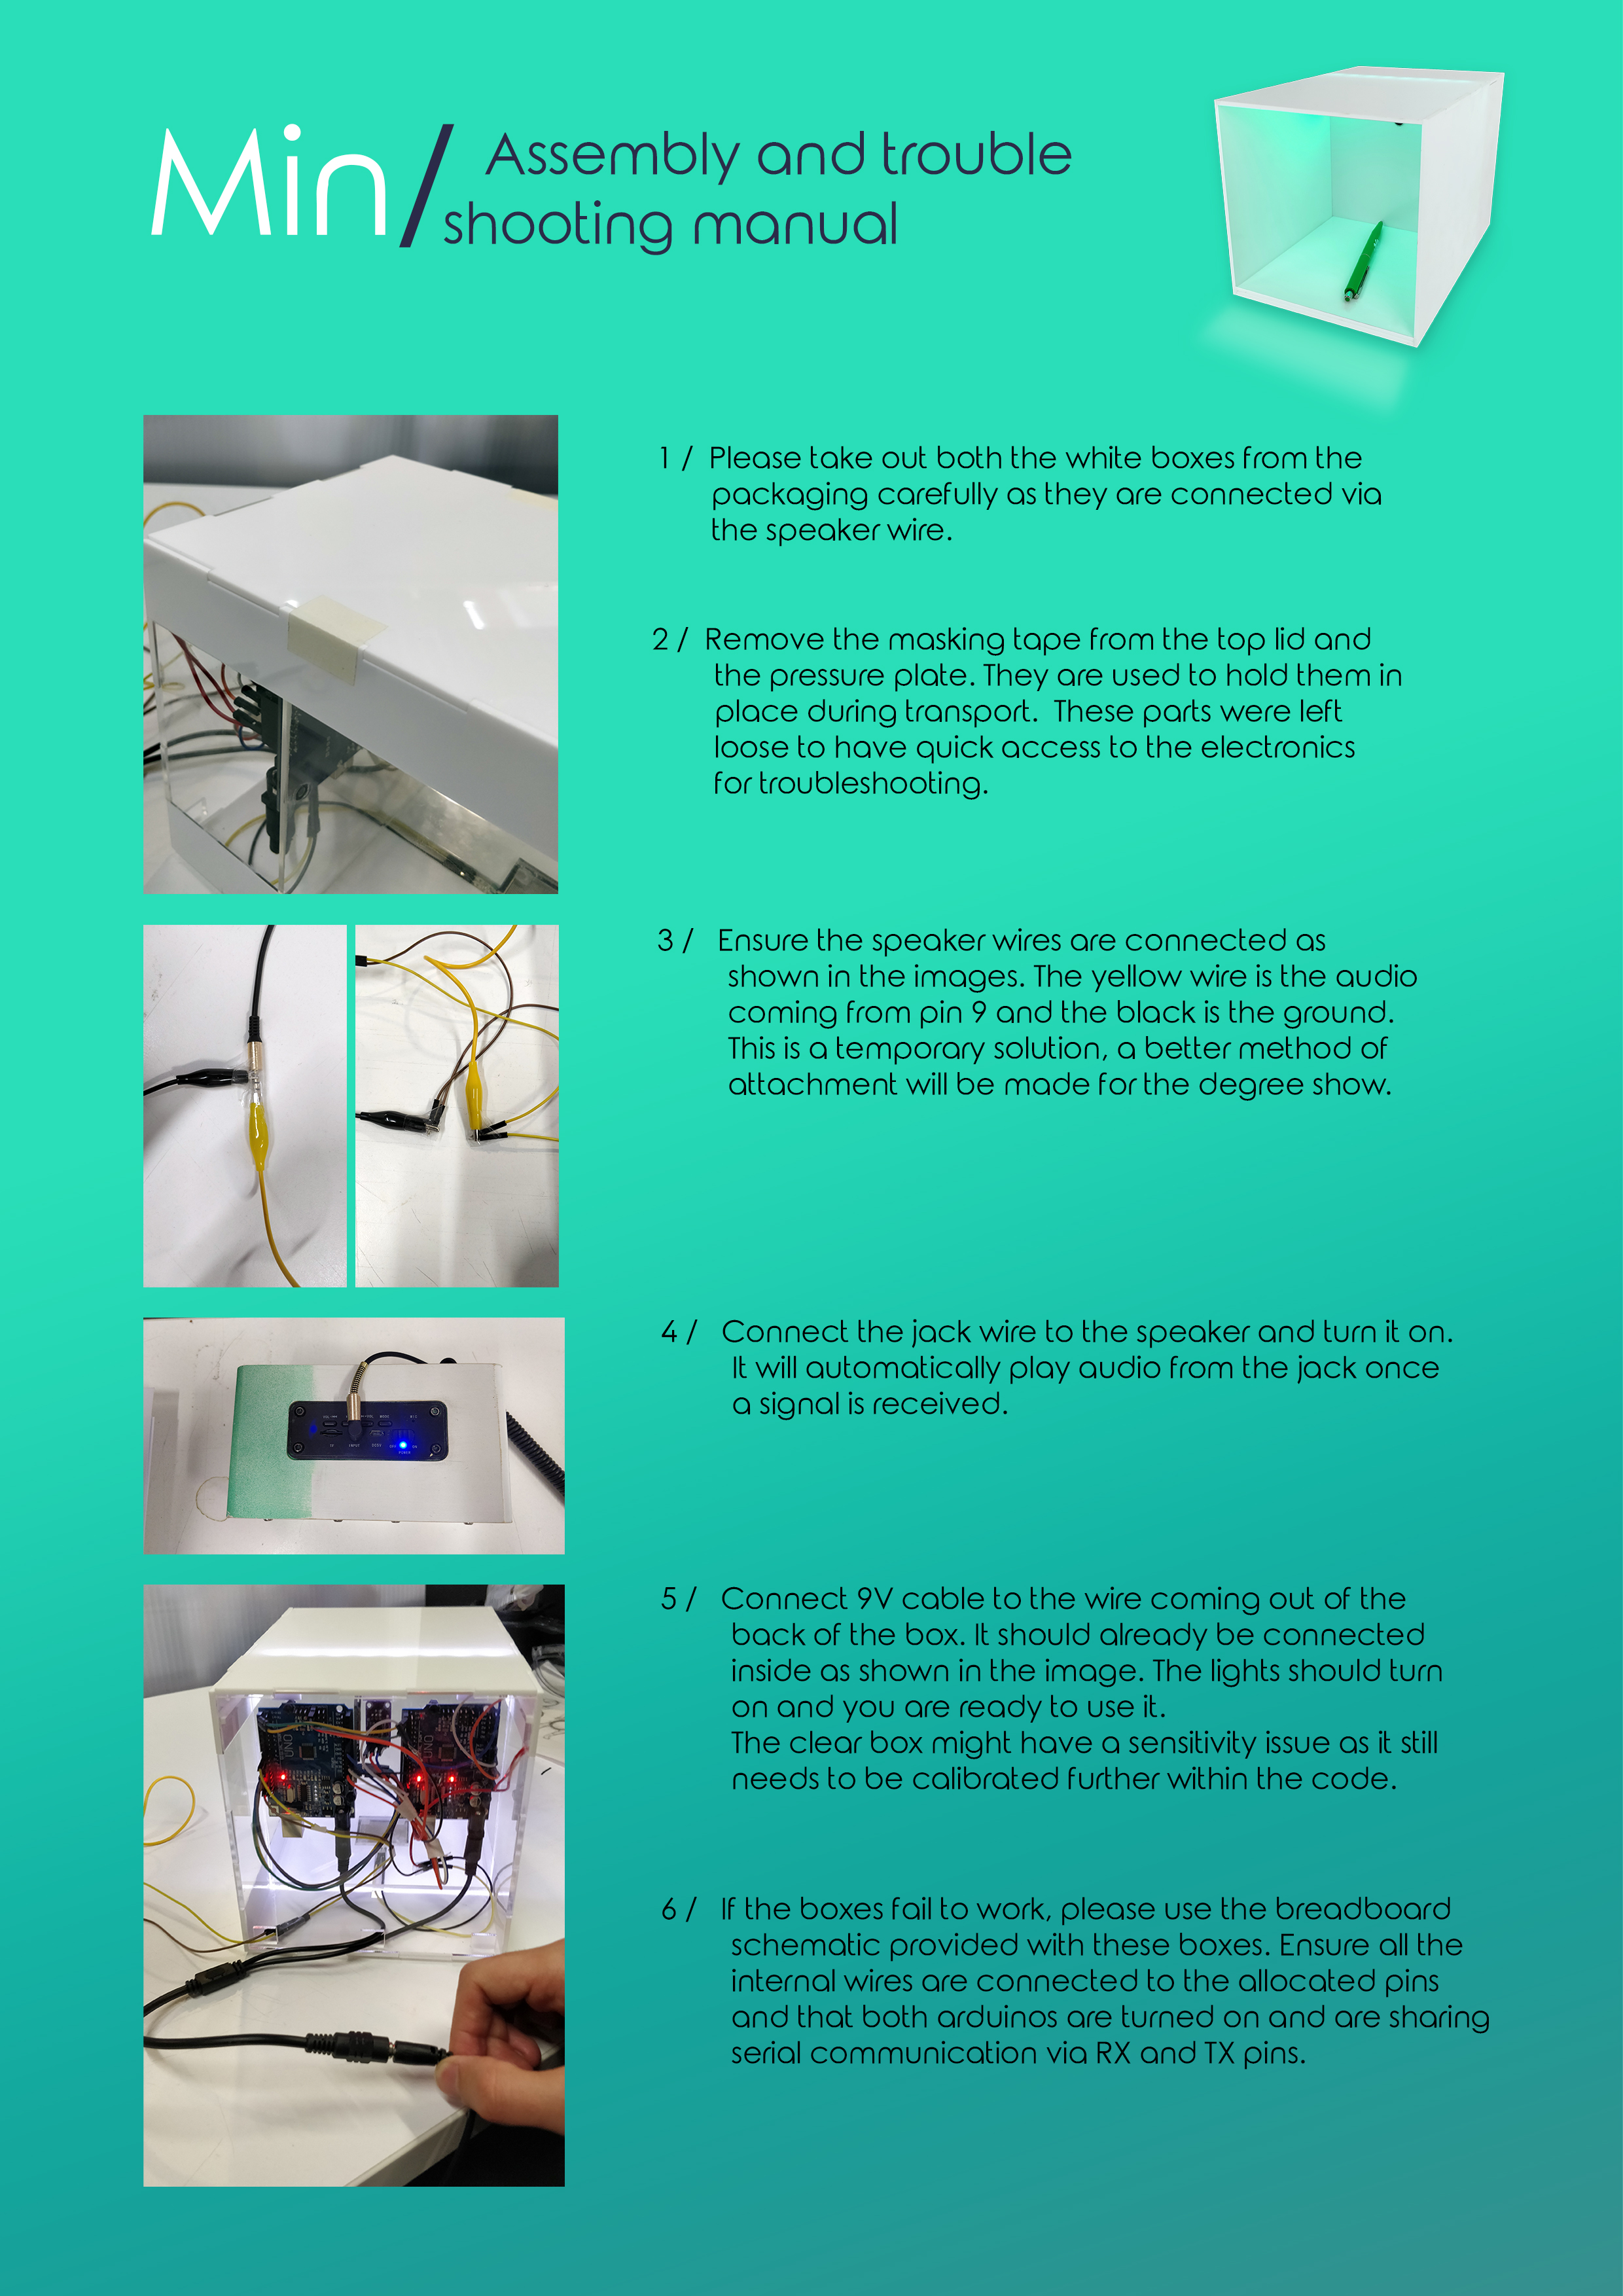 Min/ Assembly and trouble
shooting manual
1 / Please take out both the white boxes from the
packaging carefully as they are connected via
the speaker wire.
2 / Remove the masking tape from the top lid and
the pressure plate. They are used to hold them in
place during transport. These parts were left
loose to have quick access to the electronics
for troubleshooting.
3 / Ensure the speaker wires are connected as
shown in the images. The yellow wire is the audio
coming from pin 9 and the black is the ground.
This is a temporary solution, a better method of
attachment will be made for the degree show.
4 / Connect the jack wire to the speaker and turn it on.
It will automatically play audio from the jack once
a signal is received.
5 / Connect 9V cable to the wire coming out of the
back of the box. It should already be connected
inside as shown in the image. The lights should turn
on and you are ready to use it.
The clear box might have a sensitivity issue as it still
needs to be calibrated further within the code.
6 / If the boxes fail to work, please use the breadboard
schematic provided with these boxes. Ensure all the
internal wires are connected to the allocated pins
and that both arduinos are turned on and are sharing
serial communication via RX and TX pins.
MODE
INPUT
UNO
UNO